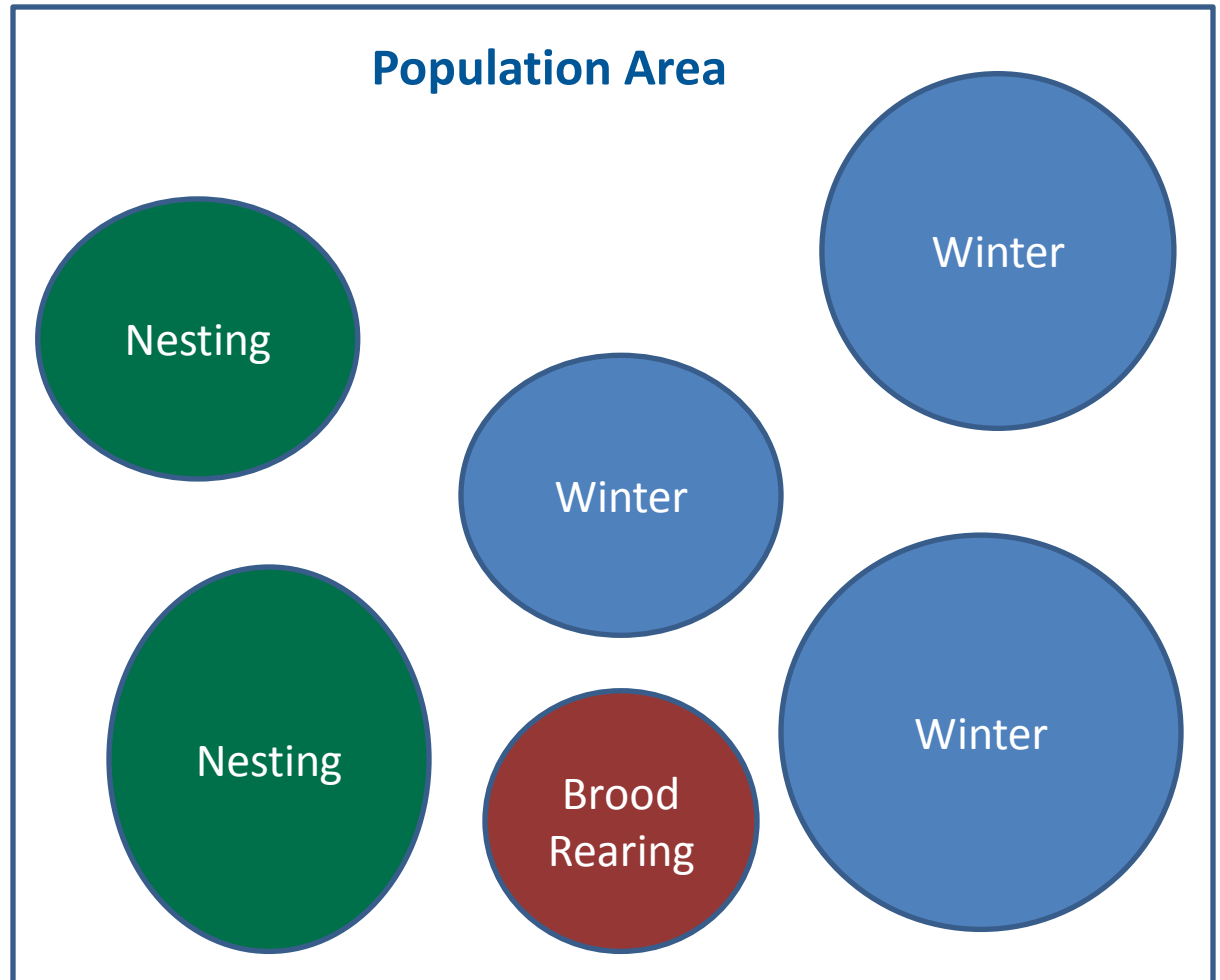 Population Area
Winter
Nesting
Winter
Winter
Nesting
Brood
Rearing